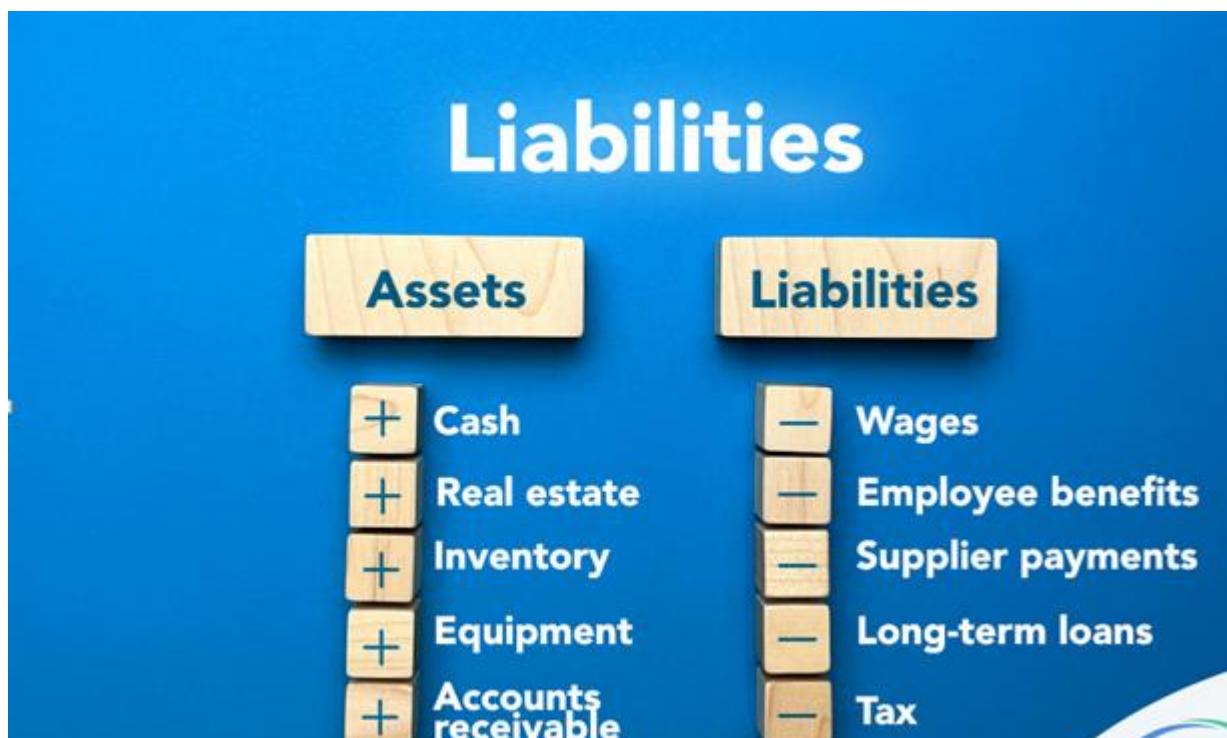 Liabilities
Assets
Liabilities
+ Cash
+ Real estate
+ Inventory
+ Equipment
+ Accounts
receivable
— Wages
— Employee benefits
— Supplier payments
— Long-term loans
— Tax